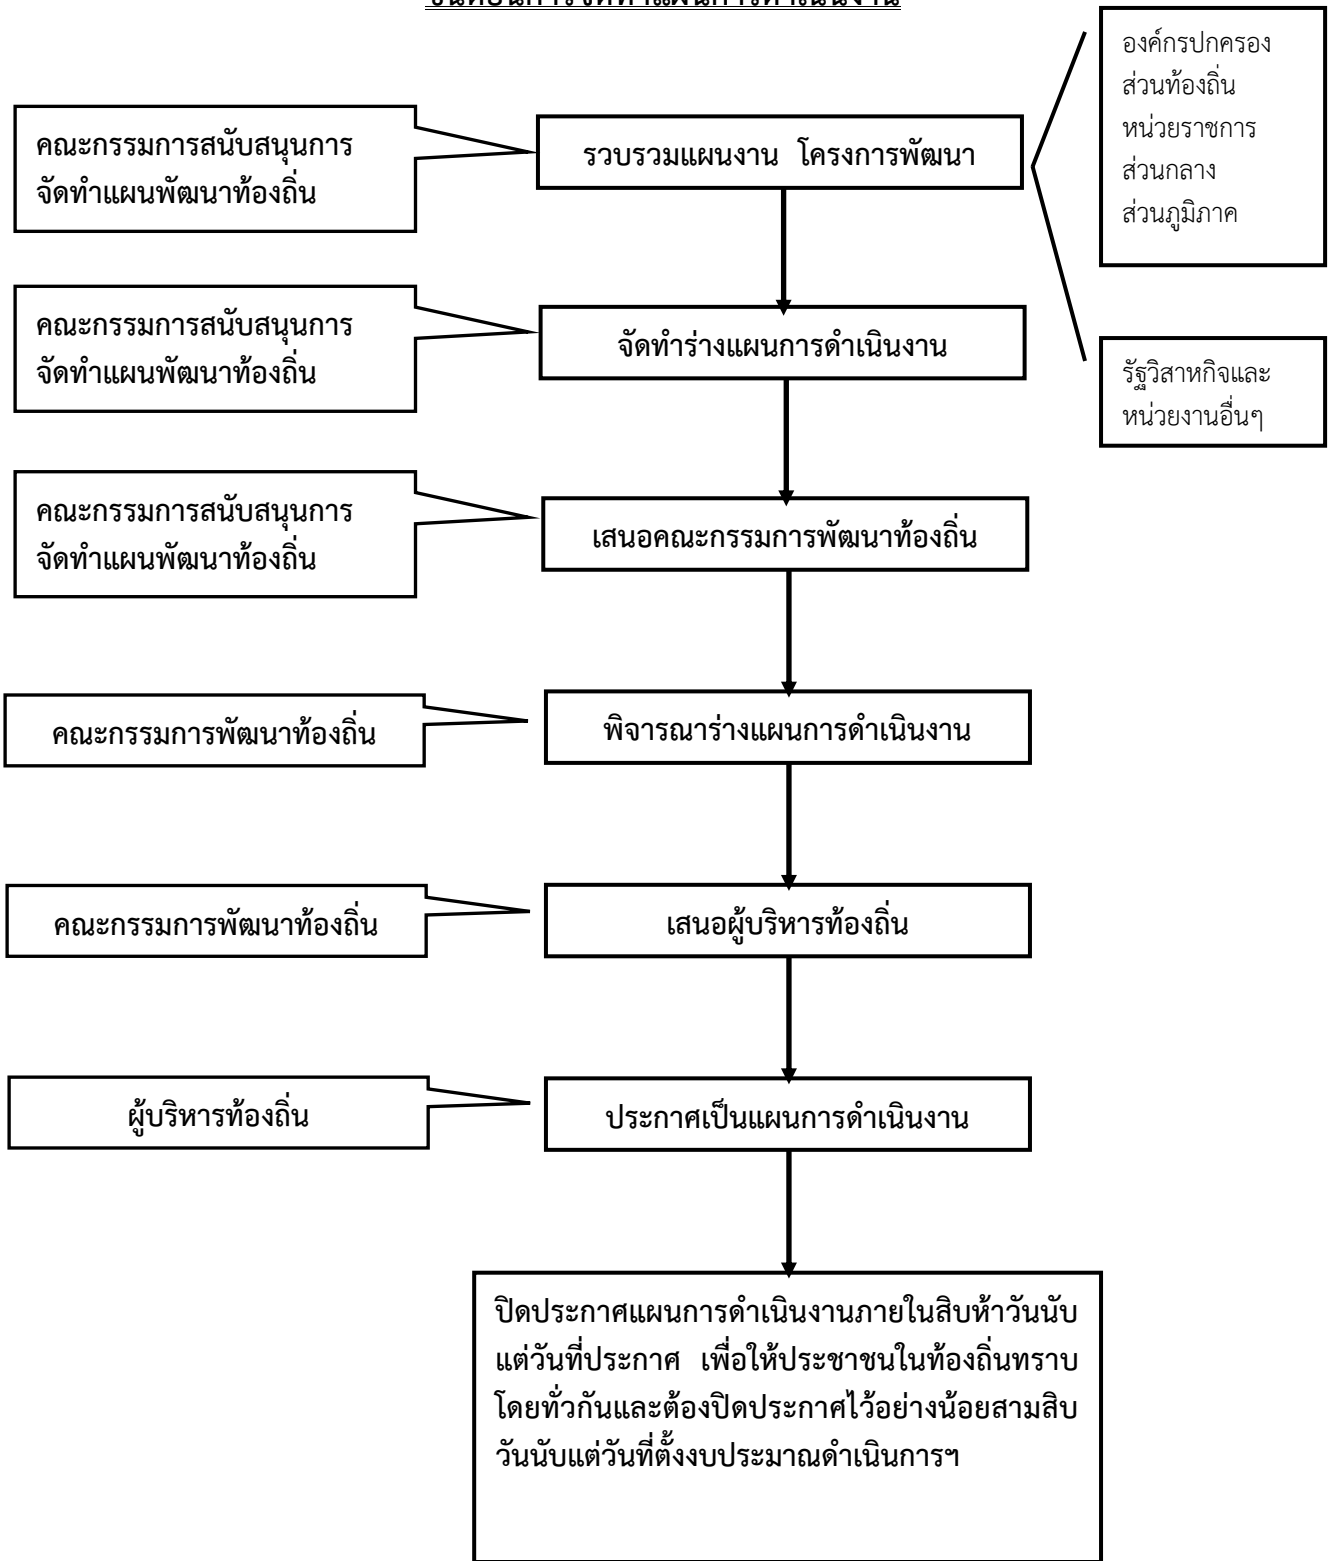 คณะกรรมการสนับสนุนการ
จัดทำแผนพัฒนาท้องถิ่น
รวบรวมแผนงาน โครงการพัฒนา
องค์กรปกครอง
ส่วนท้องถิ่น
หน่วยราชการ
ส่วนกลาง
ส่วนภูมิภาค
คณะกรรมการสนับสนุนการ
จัดทำแผนพัฒนาท้องถิ่น
จัดทำร่างแผนการดำเนินงาน
รัฐวิสาหกิจและ
หน่วยงานอื่นๆ
คณะกรรมการสนับสนุนการ
จัดทำแผนพัฒนาท้องถิ่น
เสนอคณะกรรมการพัฒนาท้องถิ่น
คณะกรรมการพัฒนาท้องถิ่น
พิจารณาร่างแผนการดำเนินงาน
คณะกรรมการพัฒนาท้องถิ่น
เสนอผู้บริหารท้องถิ่น
ผู้บริหารท้องถิ่น
ประกาศเป็นแผนการดำเนินงาน
ปิดประกาศแผนการดำเนินงานภายในสิบห้าวันนับ
แต่วันที่ประกาศ เพื่อให้ประชาชนในท้องถิ่นทราบ
โดยทั่วกันและต้องปิดประกาศไว้อย่างน้อยสามสิบ
วันนับแต่วันที่ตั้งงบประมาณดำเนินการฯ